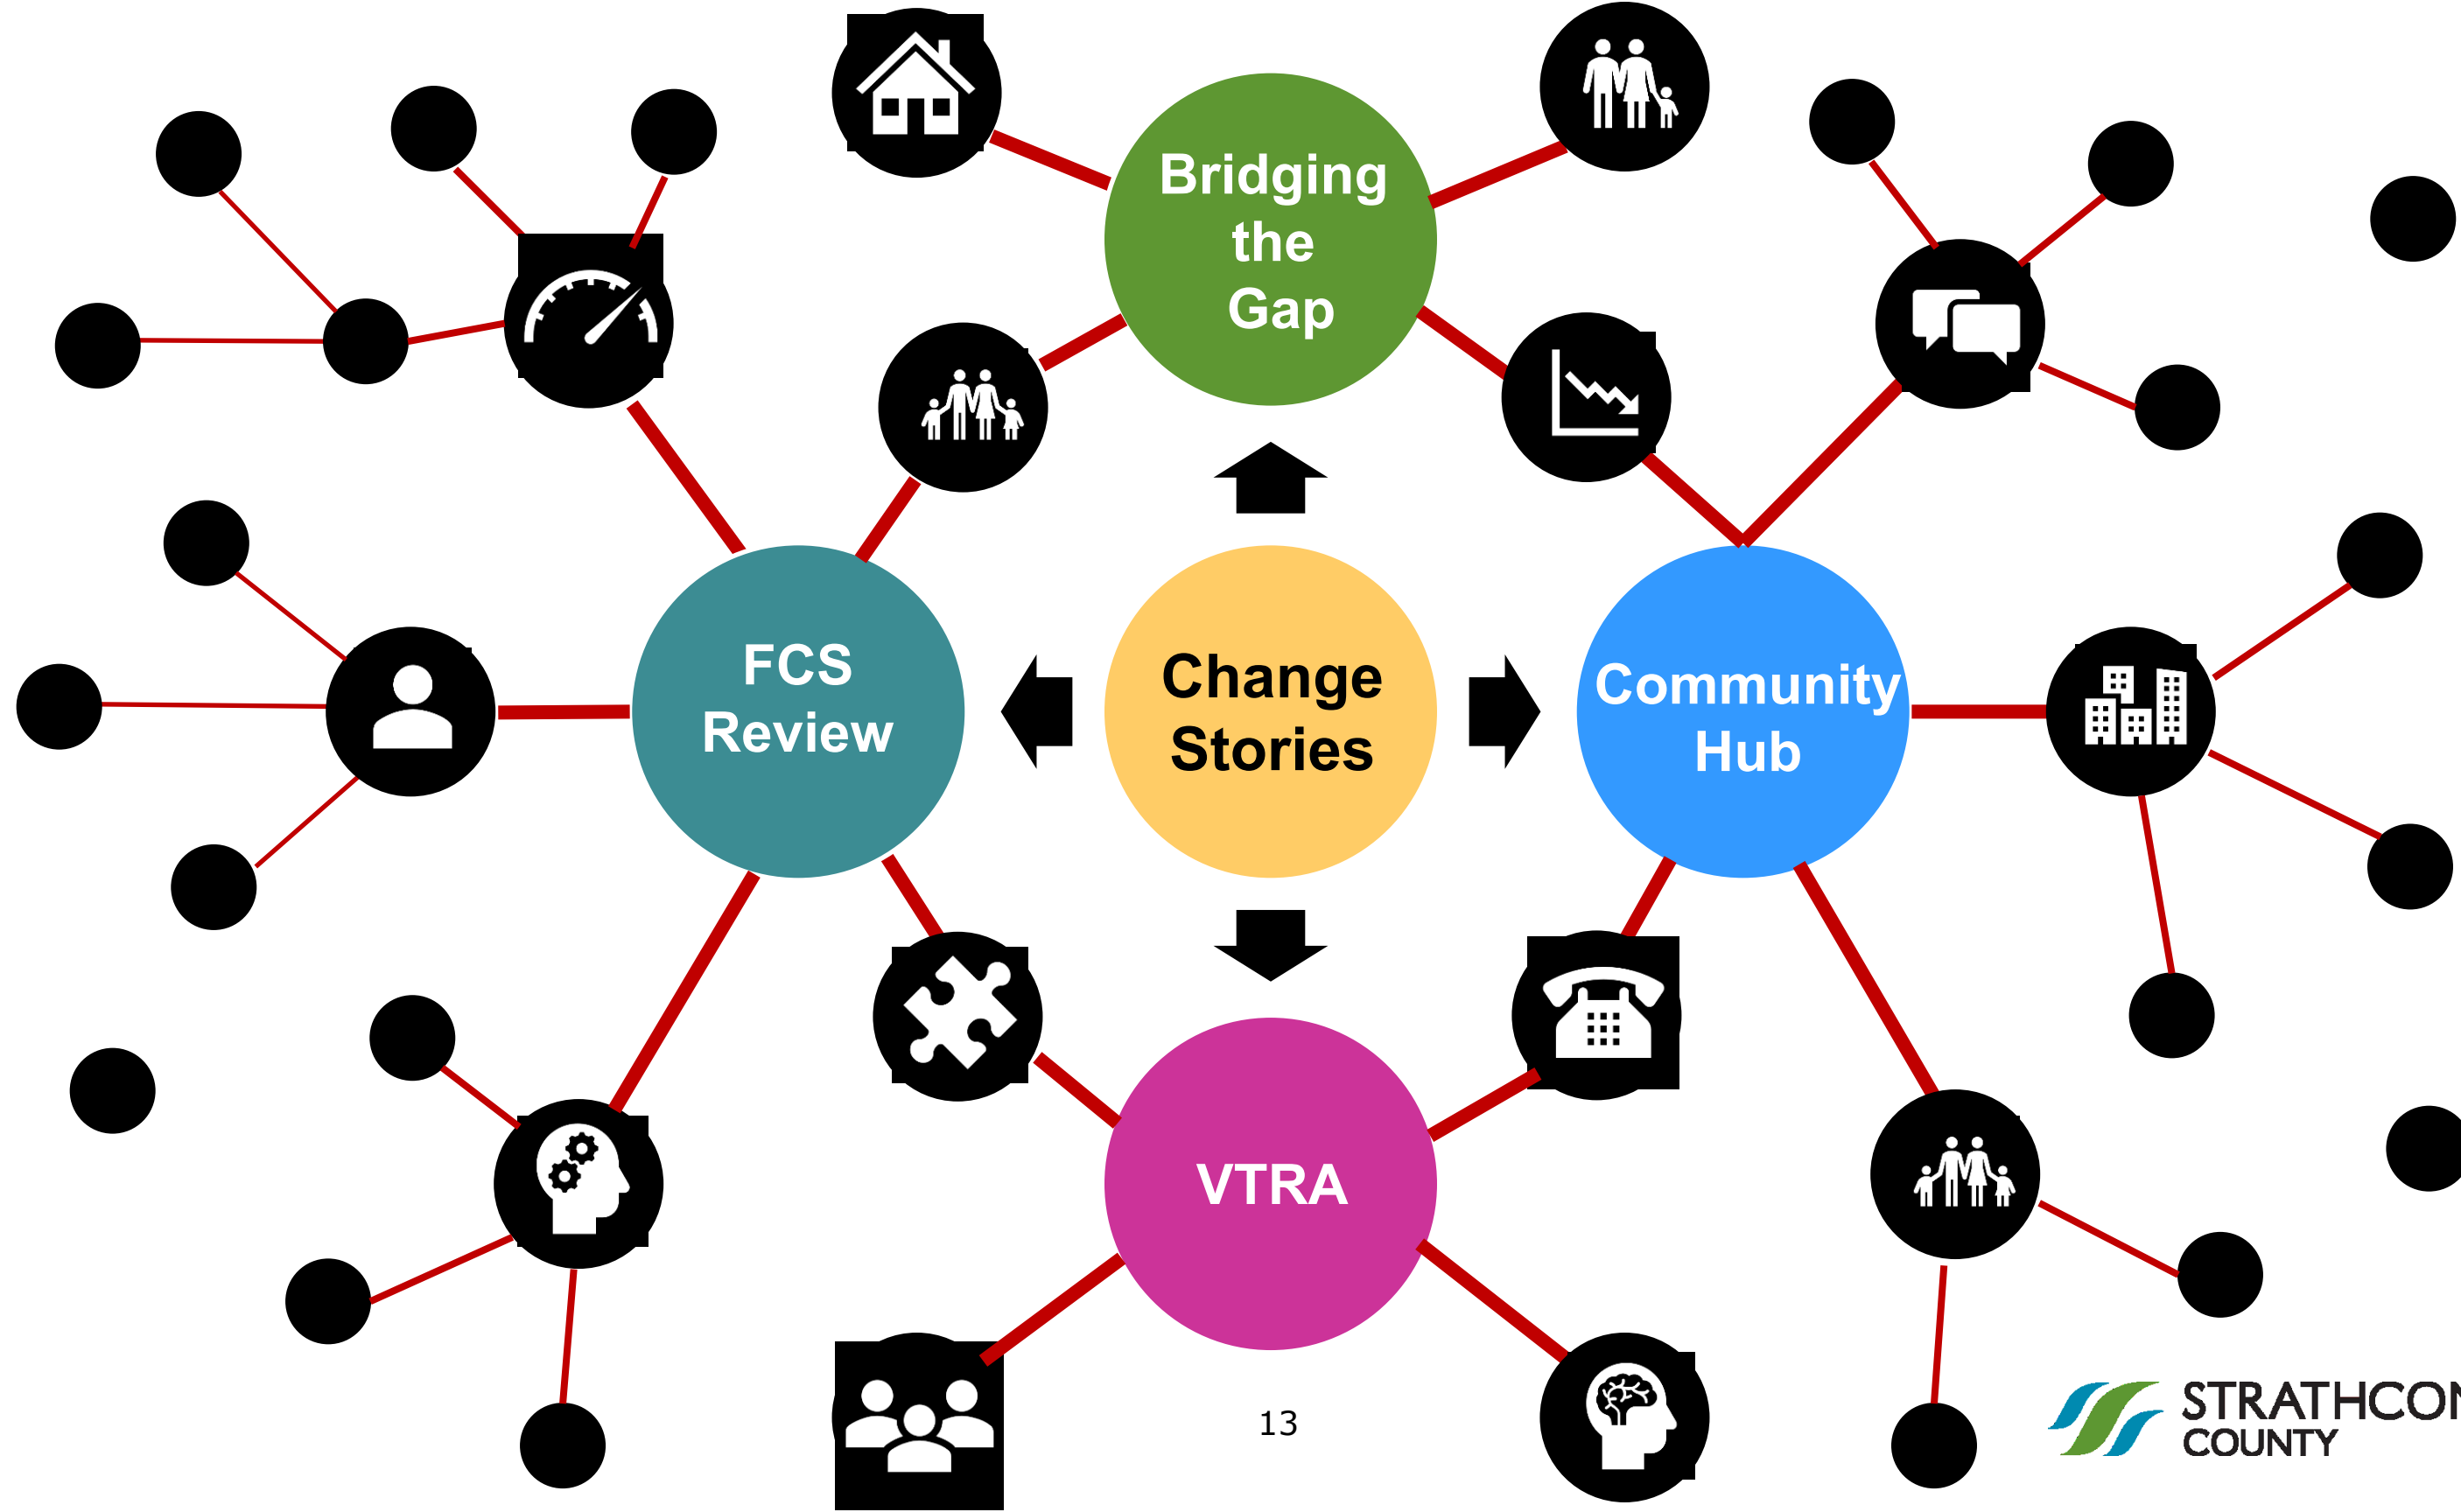 Bridging
the
Gap
FCS
Review
Change
Stories
Community
Hub
VTRA
13
STRATHCON
COUNTY